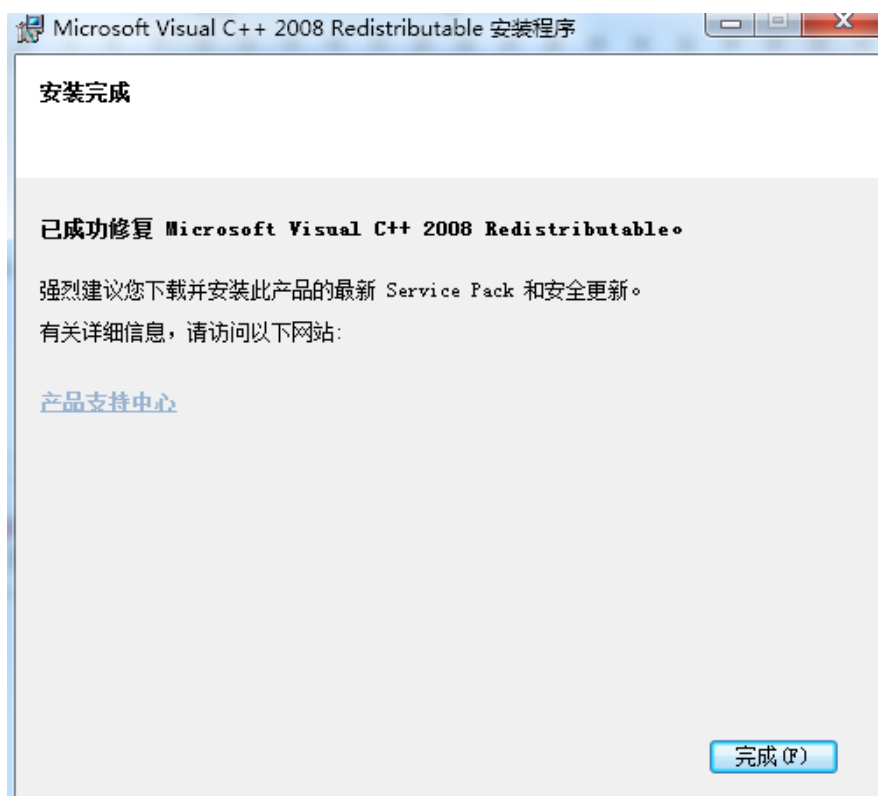 Microsoft Visual C++ 2008 Redistributable 安装程序
安装完成
已成功修复 Microsoft Visual C++ 2008 Redistributable。
强烈建议您下载并安装此产品的最新 Service Pack 和安全更新。
有关详细信息，请访问以下网站:
产品支持中心
完成(F)